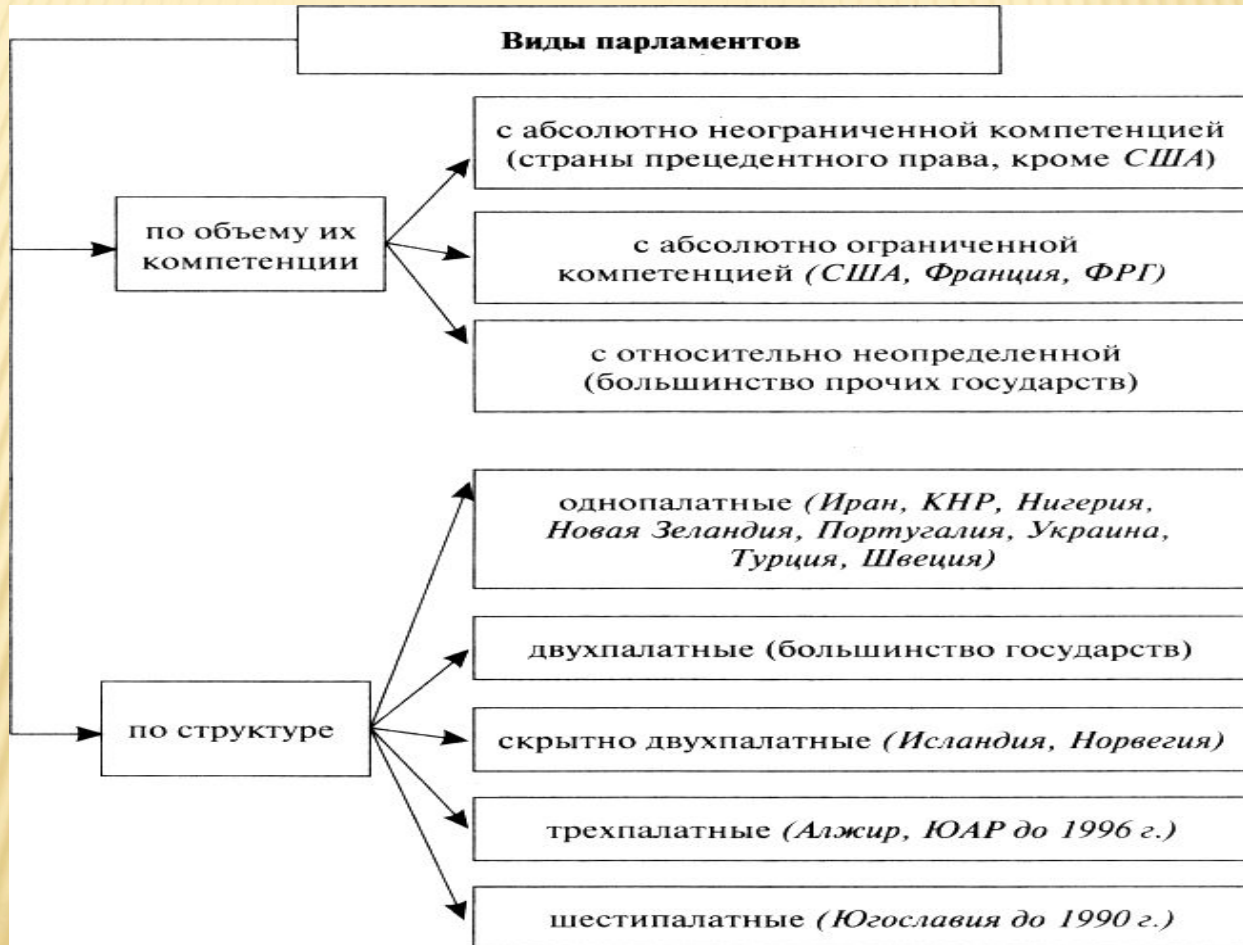 Виды парламентов
по объему их
компетенции
с абсолютно неограниченной компетенцией
(страны прецедентного права, кроме США)
с абсолютно ограниченной
компетенцией (США, Франция, ФРГ)
с относительно неопределенной
(большинство прочих государств)
по структуре
однопалатные (Иран, КНР, Нигерия,
Новая Зеландия, Португалия, Украина,
Турция, Швеция)
двухпалатные (большинство государств)
скрытно двухпалатные (Исландия, Норвегия)
трехпалатные (Алжир, ЮАР до 1996 г.)
шестипалатные (Югославия до 1990 г.)